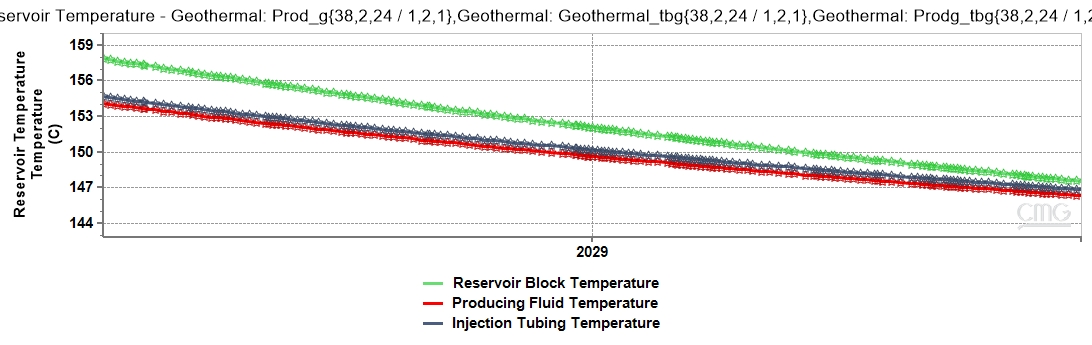 servoir Temperature - Geothermal: Prod_g{38,2,24 / 1,2,1},Geothermal: Geothermal_tbg{38,2,24 / 1,2,1},Geothermal: Prodg_tbg{38,2,24 / 1,2
Reservoir Temperature
Temperature
(C)
159
156
153
150
147
144
CMG
2029
Reservoir Block Temperature
Producing Fluid Temperature
Injection Tubing Temperature